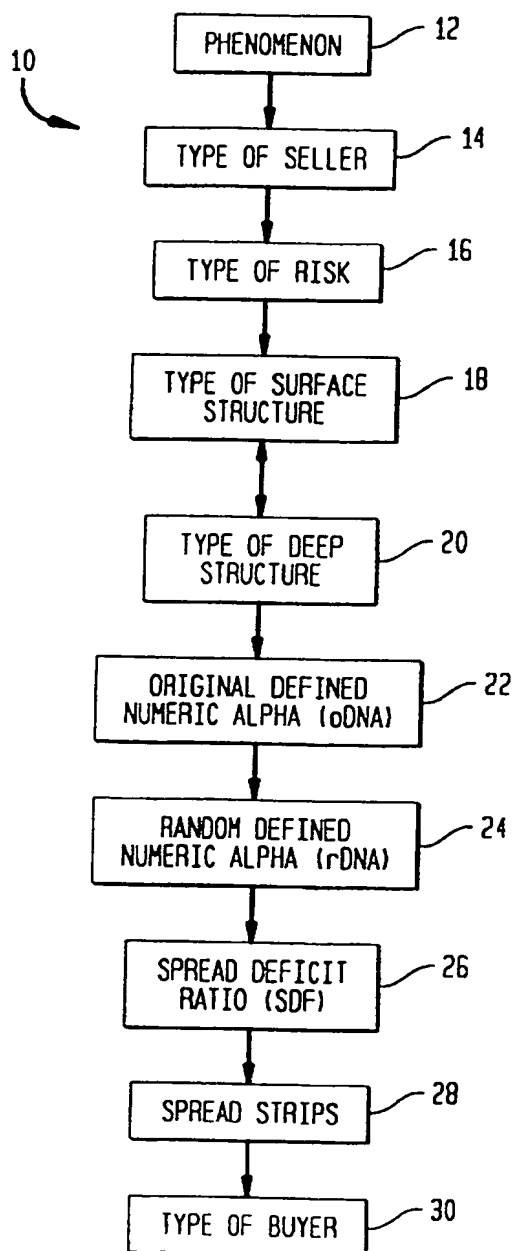 PHENOMENON
12
10
TYPE OF SELLER
14
TYPE OF RISK
16
TYPE OF SURFACE
STRUCTURE
18
TYPE OF DEEP
STRUCTURE
20
ORIGINAL DEFINED
NUMERIC ALPHA (oDNA)
22
RANDOM DEFINED
NUMERIC ALPHA (rDNA)
24
SPREAD DEFICIT
RATIO (SDF)
26
SPREAD STRIPS
28
TYPE OF BUYER
30